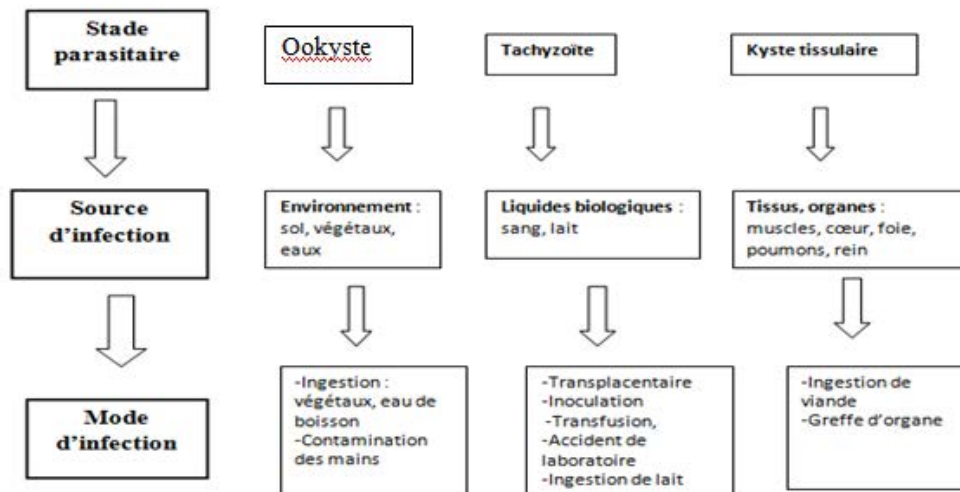 Stade
parasitaire
Ookyste
Tachyzoïte
Kyste tissulaire
Source
d'infection
Environnement :
sol, végétaux,
eaux
Liquides biologiques :
sang, lait
Tissus, organes :
muscles, cœur, foie,
poumons, rein
Mode
d'infection
-Ingestion :
végétaux, eau de
boisson
-Contamination
des mains
-Transplacentaire
-Inoculation
-Transfusion,
-Accident de
laboratoire
-Ingestion de lait
-Ingestion de
viande
-Greffe d'organe